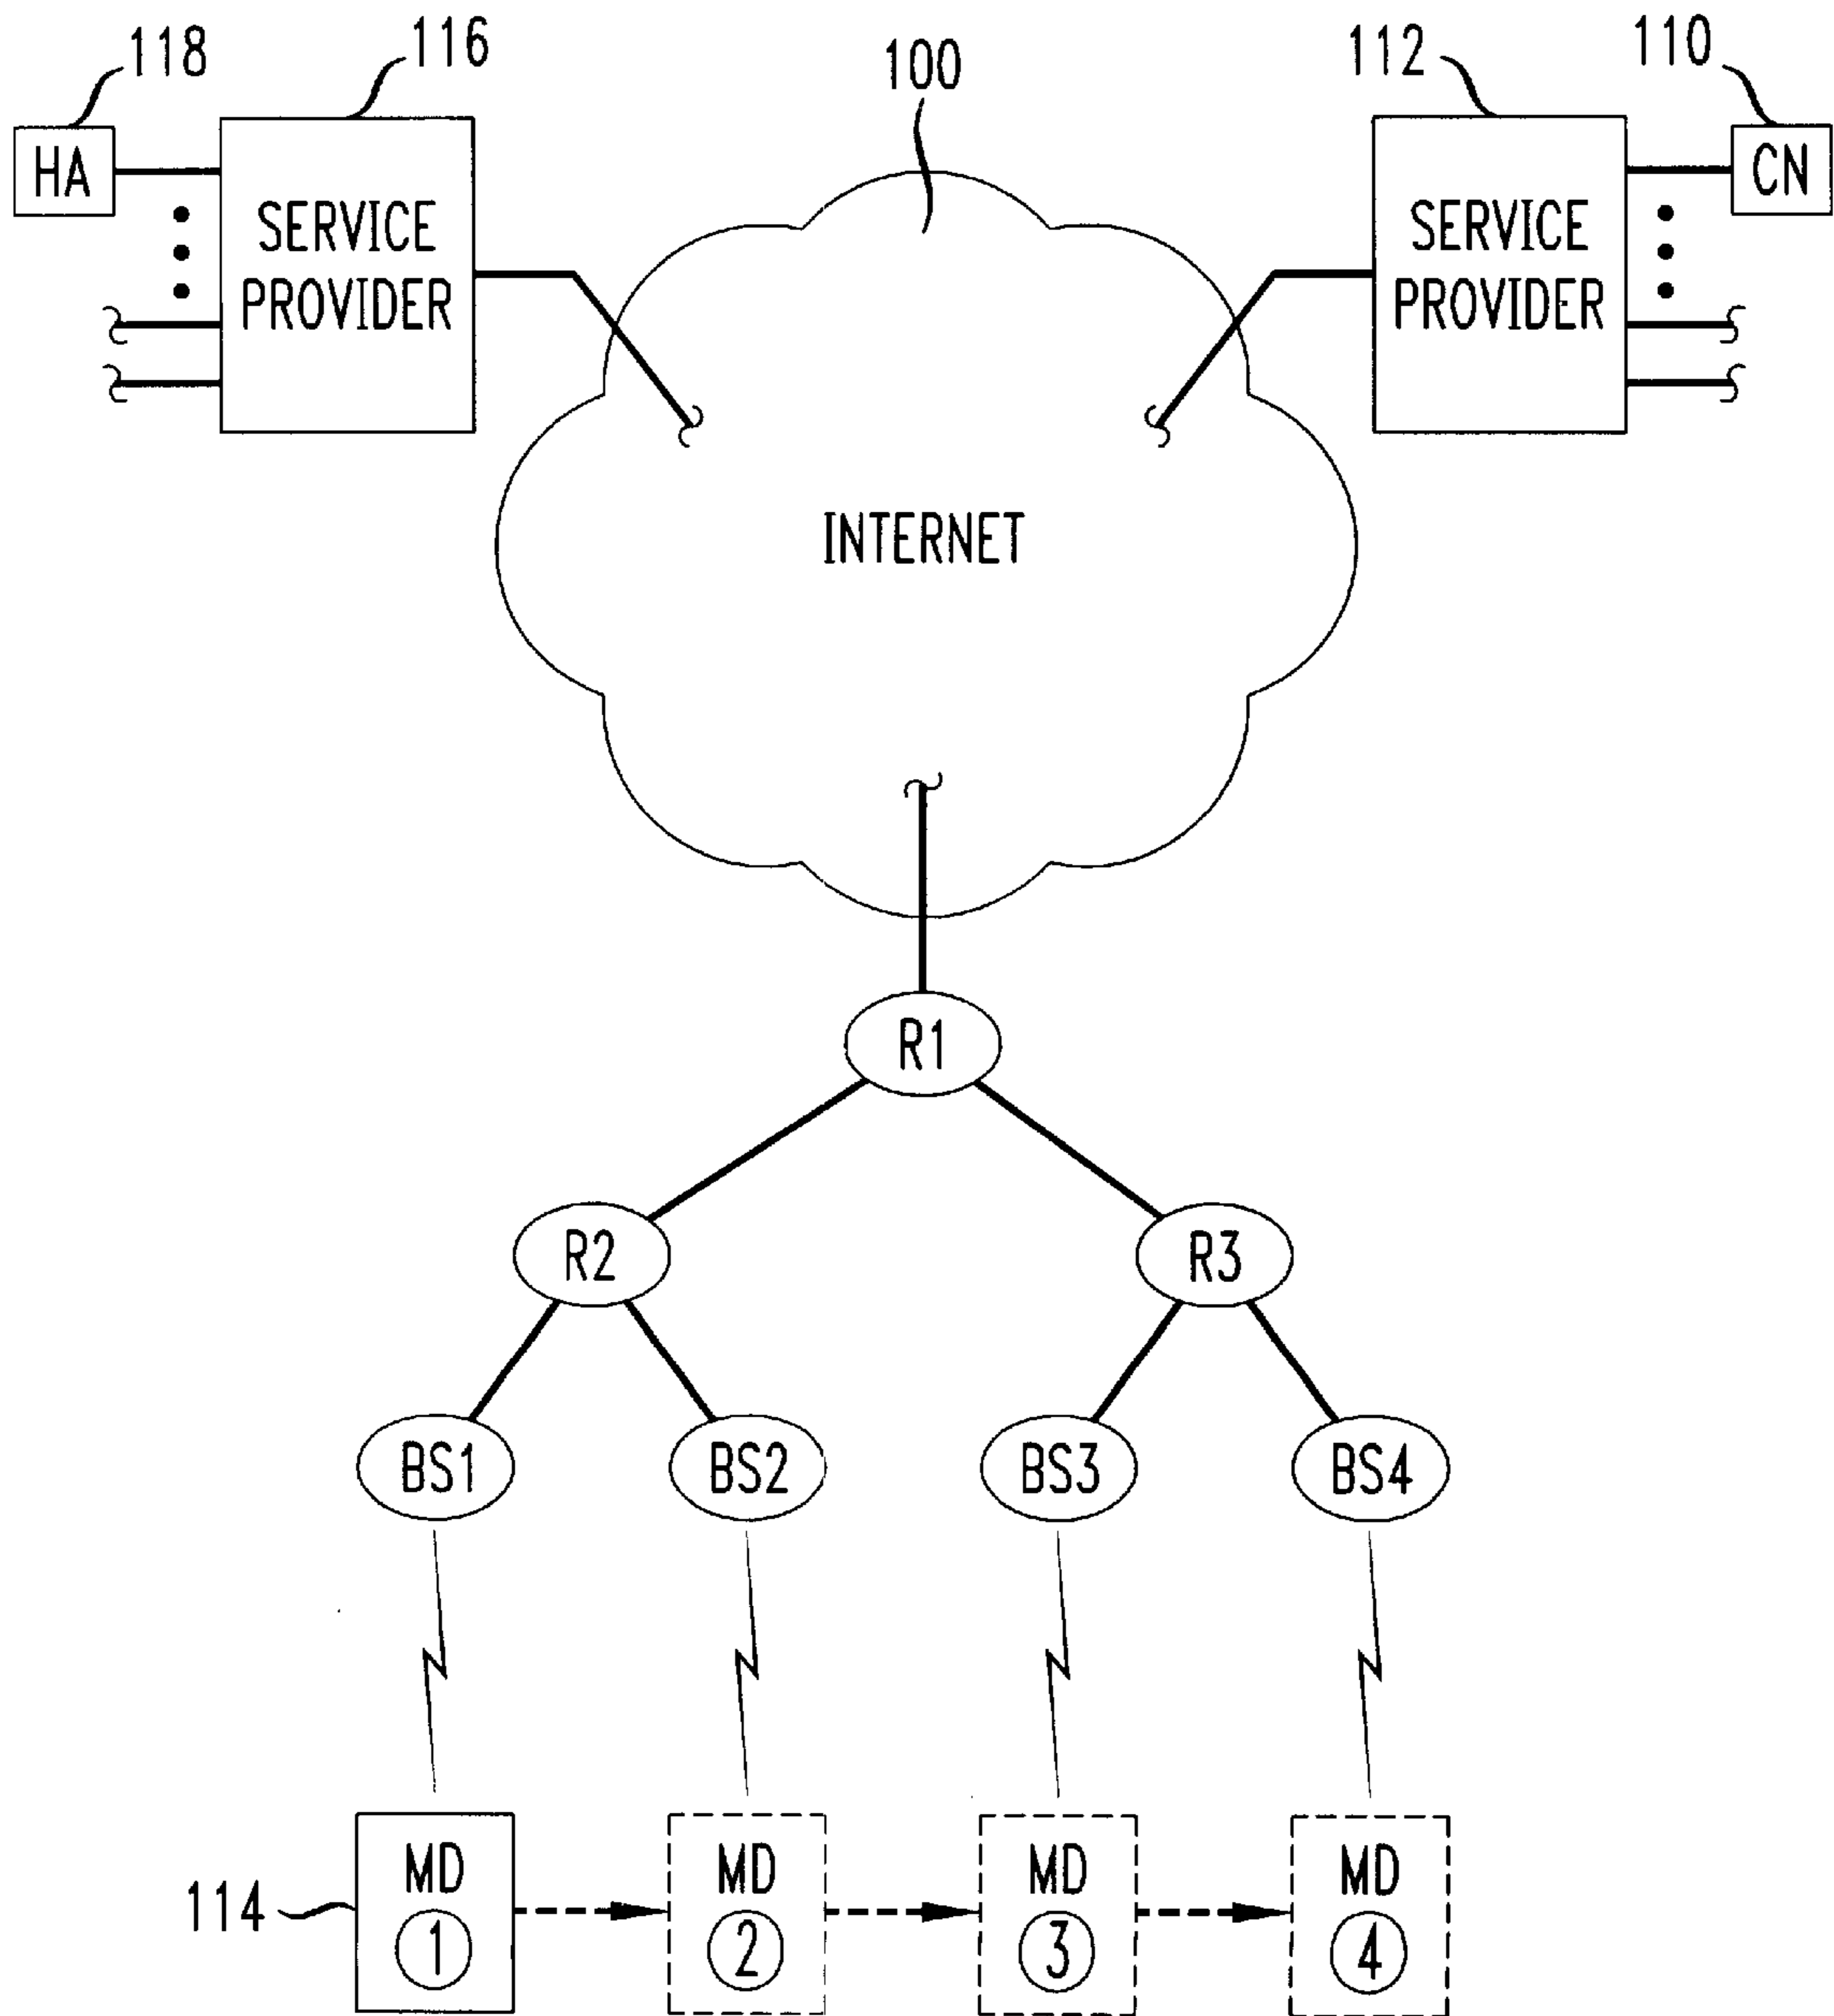 118
116
100
112
110
HA
SERVICE
PROVIDER
SERVICE
PROVIDER
CN
INTERNET
R1
R2
R3
BS1
BS2
BS3
BS4
114
MD
1
MD
2
MD
3
MD
4